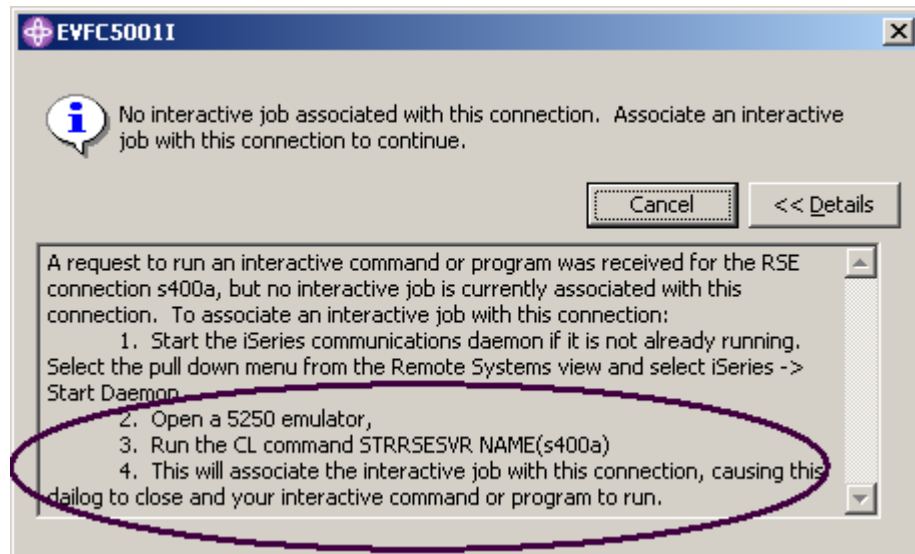 EVFC5001I
No interactive job associated with this connection.  Associate an interactive
job with this connection to continue.
Cancel
<< Details
A request to run an interactive command or program was received for the RSE
connection s400a, but no interactive job is currently associated with this
connection.  To associate an interactive job with this connection:
1.  Start the iSeries communications daemon if it is not already running.
Select the pull down menu from the Remote Systems view and select iSeries ->
Start Daemon.
2.  Open a 5250 emulator,
3.  Run the CL command STRRSESVR NAME(s400a)
4.  This will associate the interactive job with this connection, causing this
dailog to close and your interactive command or program to run.